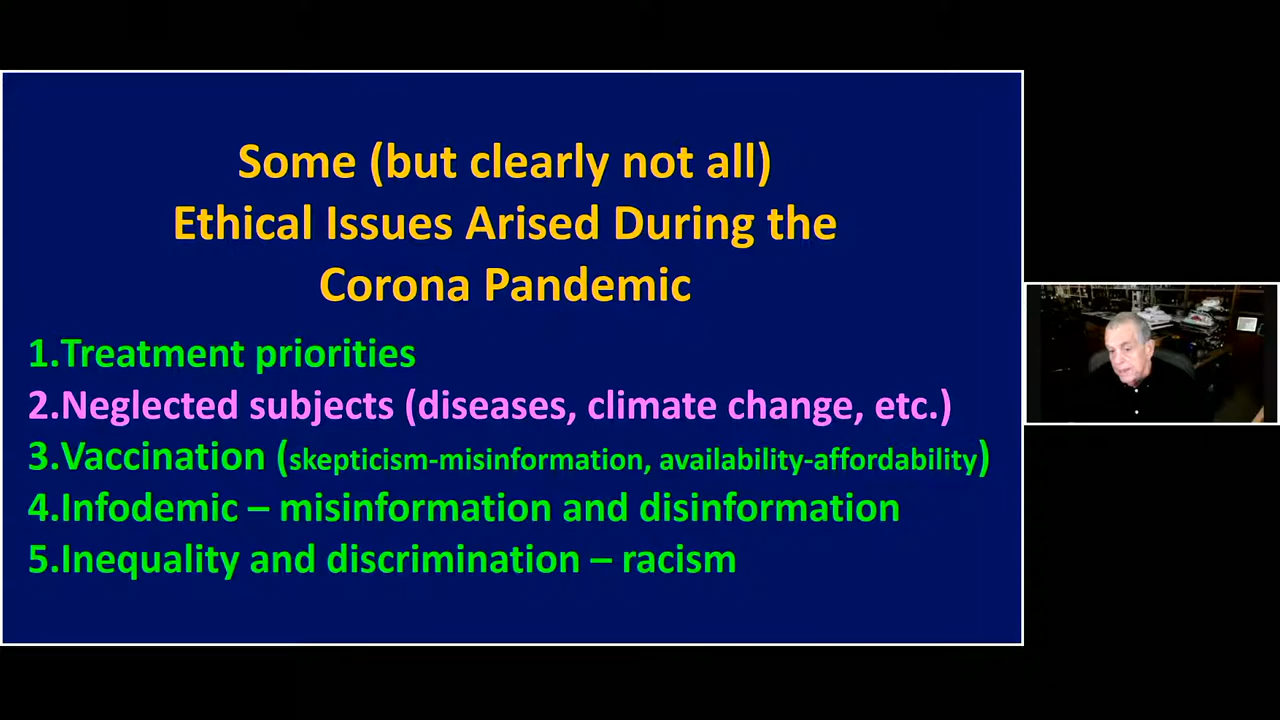 Some (but clearly not all)
Ethical Issues Arised During the
Corona Pandemic
1.Treatment priorities
2.Neglected subjects (diseases, climate change, etc.)
3.Vaccination (skepticism-misinformation, availability-affordability)
4.Infodemic – misinformation and disinformation
5.Inequality and discrimination – racism